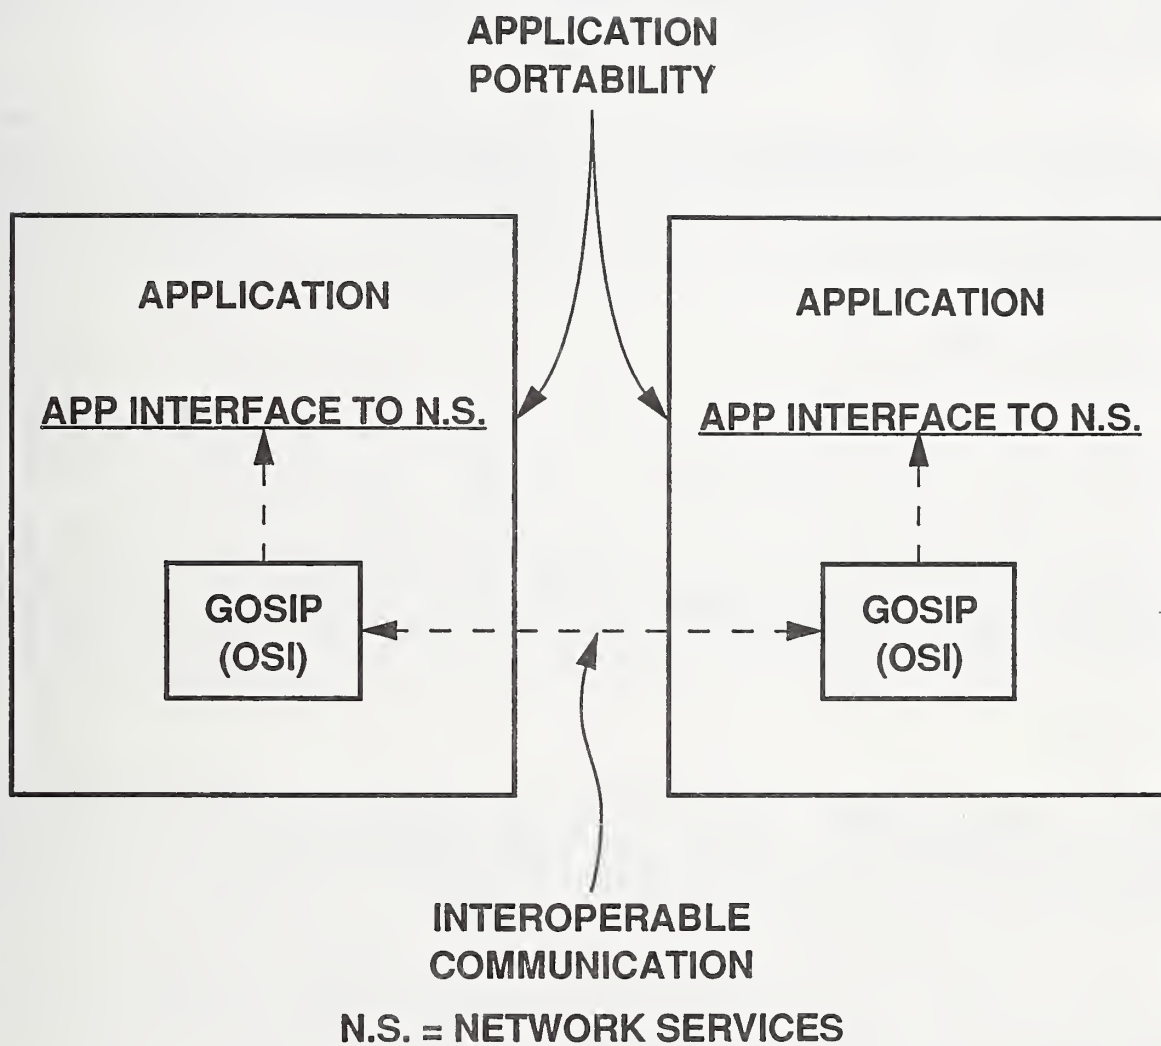 APPLICATION
PORTABILITY
APPLICATION
APP INTERFACE TO N.S.
GOSIP
(OSI)
APPLICATION
APP INTERFACE TO N.S.
GOSIP
(OSI)
INTEROPERABLE
COMMUNICATION
N.S. = NETWORK SERVICES